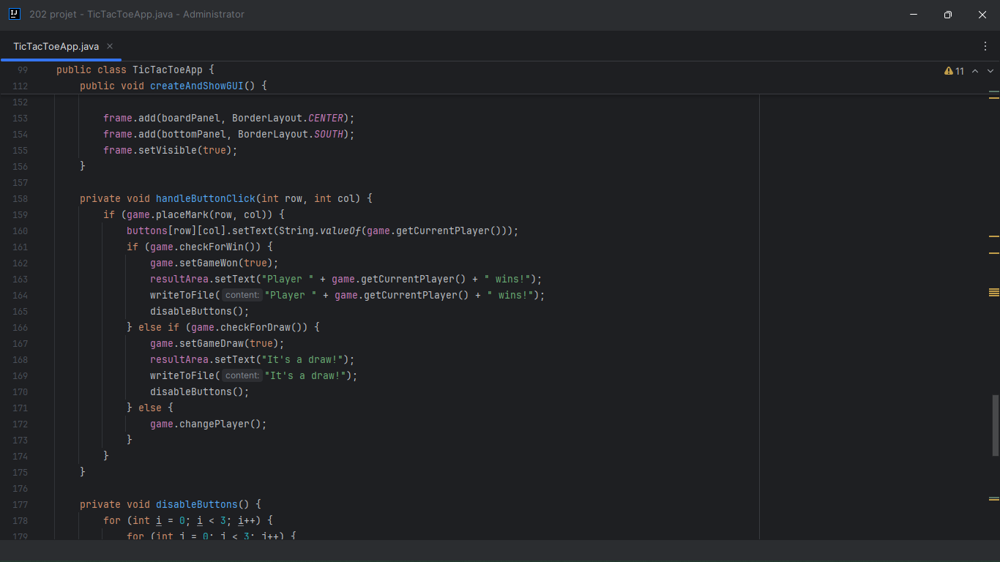 202 projet - TicTacToeApp.java - Administrator
TicTacToeApp.java
99 public class TicTacToeApp {
11
112 public void createAndShowGUI() {
152
153 frame.add(boardPanel, BorderLayout.CENTER);
154 frame.add(bottomPanel, BorderLayout.SOUTH);
155 frame.setVisible(true);
156 }
157
158 private void handleButtonClick(int row, int col) {
159 if (game.placeMark(row, col)) {
160 buttons[row][col].setText(String.valueOf(game.getCurrentPlayer()));
161 if (game.checkForWin()) {
162 game.setGameWon(true);
163 resultArea.setText("Player " + game.getCurrentPlayer() + " wins!");
164 writeToFile( content: "Player " + game.getCurrentPlayer() + " wins!");
165 disableButtons();
166 } else if (game.checkForDraw()) {
167 game.setGameDraw(true);
168 resultArea.setText("It's a draw!");
169 writeToFile( content: "It's a draw!");
170 disableButtons();
171 } else {
172 game.changePlayer();
173 }
174 }
175 }
176
177 private void disableButtons() {
178 for (int i = 0; i < 3; i++) {
179 for (int j = 0; j < 3; j++) {